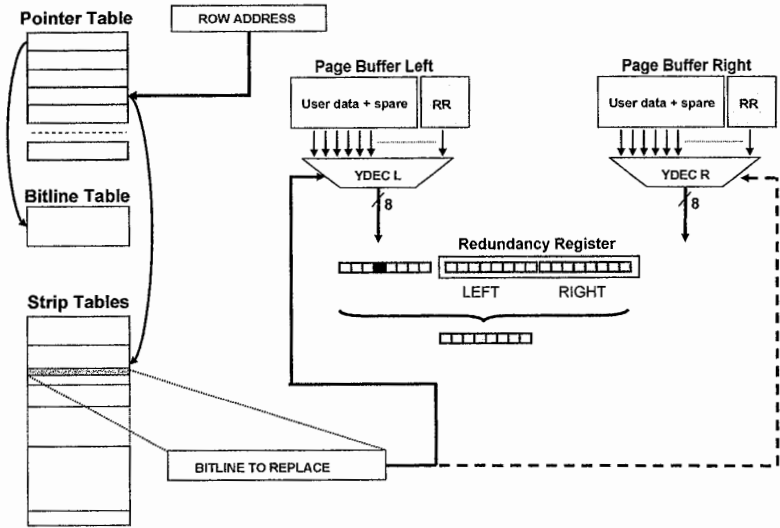 Pointer Table
ROW ADDRESS
Page Buffer Left
Page Buffer Right
User data + spare
RR
User data + spare
RR
YDEC L
YDEC R
8
8
Bitline Table
Redundancy Register
LEFT
RIGHT
Strip Tables
BITLINE TO REPLACE